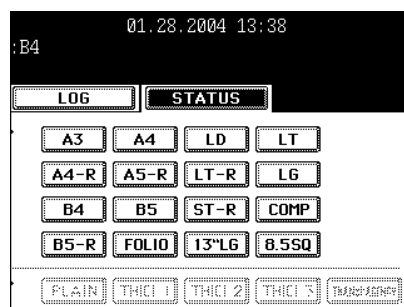 01.28.2004 13:38
:B4
LOG STATUS
A3 A4 LD LT
A4-R A5-R LT-R LG
B4 B5 ST-R COMP
B5-R FOLIO 13"LG 8.5SQ
PLAIN THICK 1 THICK 2 THICK 3 TRANSPARENCY